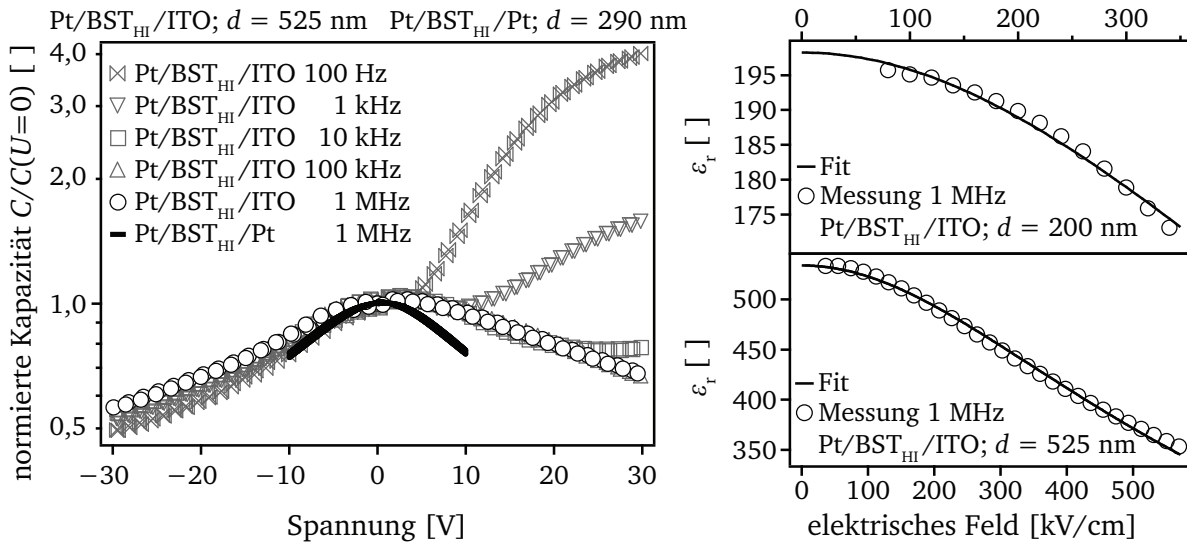 Pt/BST_HI/ITO; d = 525 nm    Pt/BST_HI/Pt; d = 290 nm
normierte Kapazität C/C(U=0) [ ]
4,0
3,0
2,0
1,0
0,5
Pt/BST_HI/ITO 100 Hz
Pt/BST_HI/ITO 1 kHz
Pt/BST_HI/ITO 10 kHz
Pt/BST_HI/ITO 100 kHz
Pt/BST_HI/ITO 1 MHz
Pt/BST_HI/Pt 1 MHz
−30 −20 −10 0 10 20 30
Spannung [V]
0 100 200 300
ε_r [ ]
195
185
175
Fit
Messung 1 MHz
Pt/BST_HI/ITO; d = 200 nm
ε_r [ ]
500
450
400
350
Fit
Messung 1 MHz
Pt/BST_HI/ITO; d = 525 nm
0 100 200 300 400 500
elektrisches Feld [kV/cm]